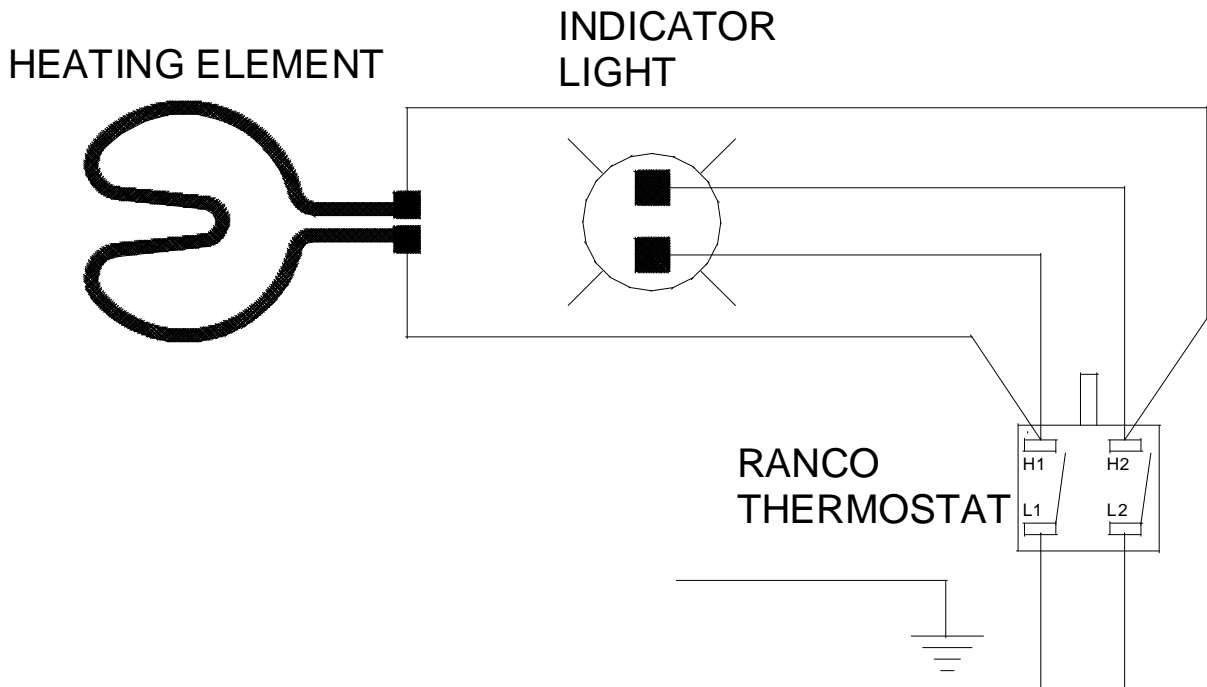 INDICATOR
LIGHT
HEATING ELEMENT
RANCO
THERMOSTAT
H1
H2
L1
L2